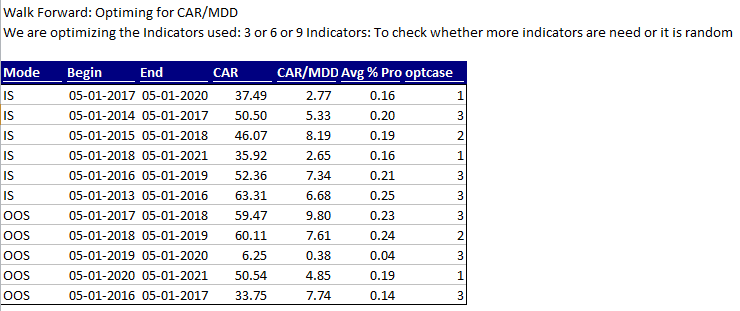 Walk Forward: Optiming for CAR/MDD
We are optimizing the Indicators used: 3 or 6 or 9 Indicators: To check whether more indicators are need or it is random
Mode Begin End CAR CAR/MDD Avg % Pro optcase
IS 05-01-2017 05-01-2020 37.49 2.77 0.16 1
IS 05-01-2014 05-01-2017 50.50 5.33 0.20 3
IS 05-01-2015 05-01-2018 46.07 8.19 0.19 2
IS 05-01-2018 05-01-2021 35.92 2.65 0.16 1
IS 05-01-2016 05-01-2019 52.36 7.34 0.21 3
IS 05-01-2013 05-01-2016 63.31 6.68 0.25 3
OOS 05-01-2017 05-01-2018 59.47 9.80 0.23 3
OOS 05-01-2018 05-01-2019 60.11 7.61 0.24 2
OOS 05-01-2019 05-01-2020 6.25 0.38 0.04 3
OOS 05-01-2020 05-01-2021 50.54 4.85 0.19 1
OOS 05-01-2016 05-01-2017 33.75 7.74 0.14 3